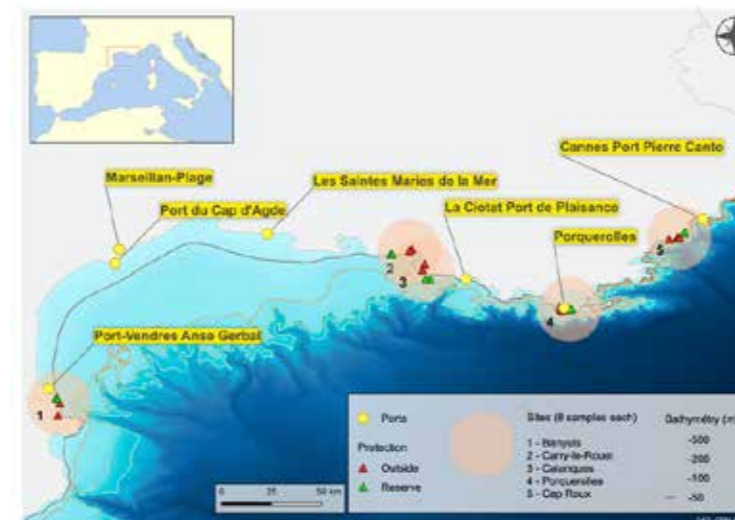 Cannes Port Pierre Canto
Marseillan-Plage
Les Saintes Maries de la Mer
Port du Cap d'Agde
La Ciotat Port de Plaisance
Porquerolles
2
3
5
4
Port-Vendres Anse Gerbal
1
Ports
Protection
Outside
Reserve
Sites (8 samples each)
1 - Banyuls
2 - Carry-le-Rouet
3 - Calanques
4 - Porquerolles
5 - Cap Roux
Bathymétry (m
-500
-200
-100
-50
0 25 50 km